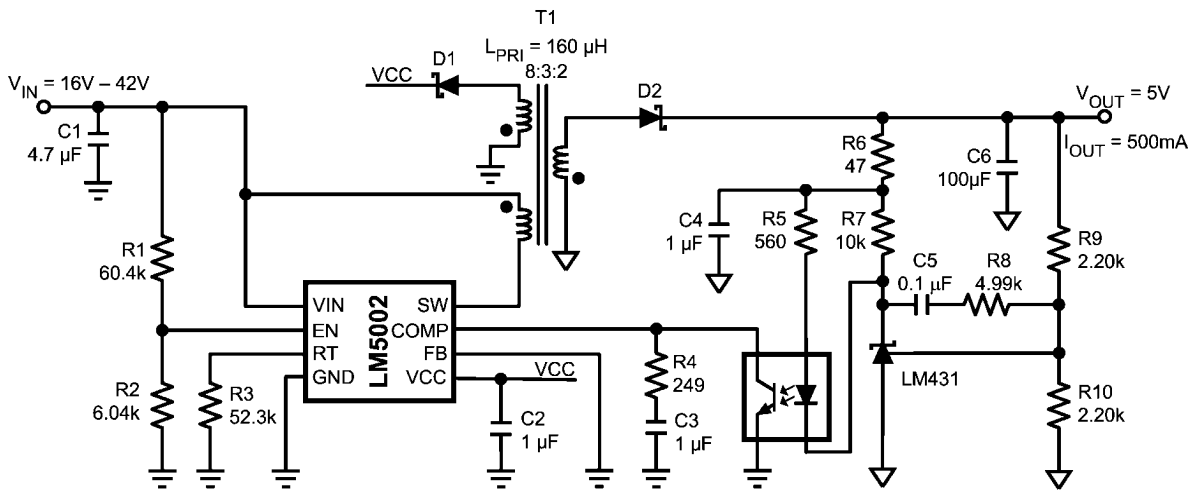 T1
L_PRI = 160 µH
8:3:2
D1
VCC
V_IN = 16V – 42V
C1
4.7 µF
D2
V_OUT = 5V
I_OUT = 500mA
R6
47
C6
100µF
C4
1 µF
R5
560
R7
10k
R1
60.4k
C5
0.1 µF
R8
4.99k
R9
2.20k
LM5002
VIN
EN
RT
GND
SW
COMP
FB
VCC
VCC
R2
6.04k
R3
52.3k
C2
1 µF
R4
249
C3
1 µF
LM431
R10
2.20k